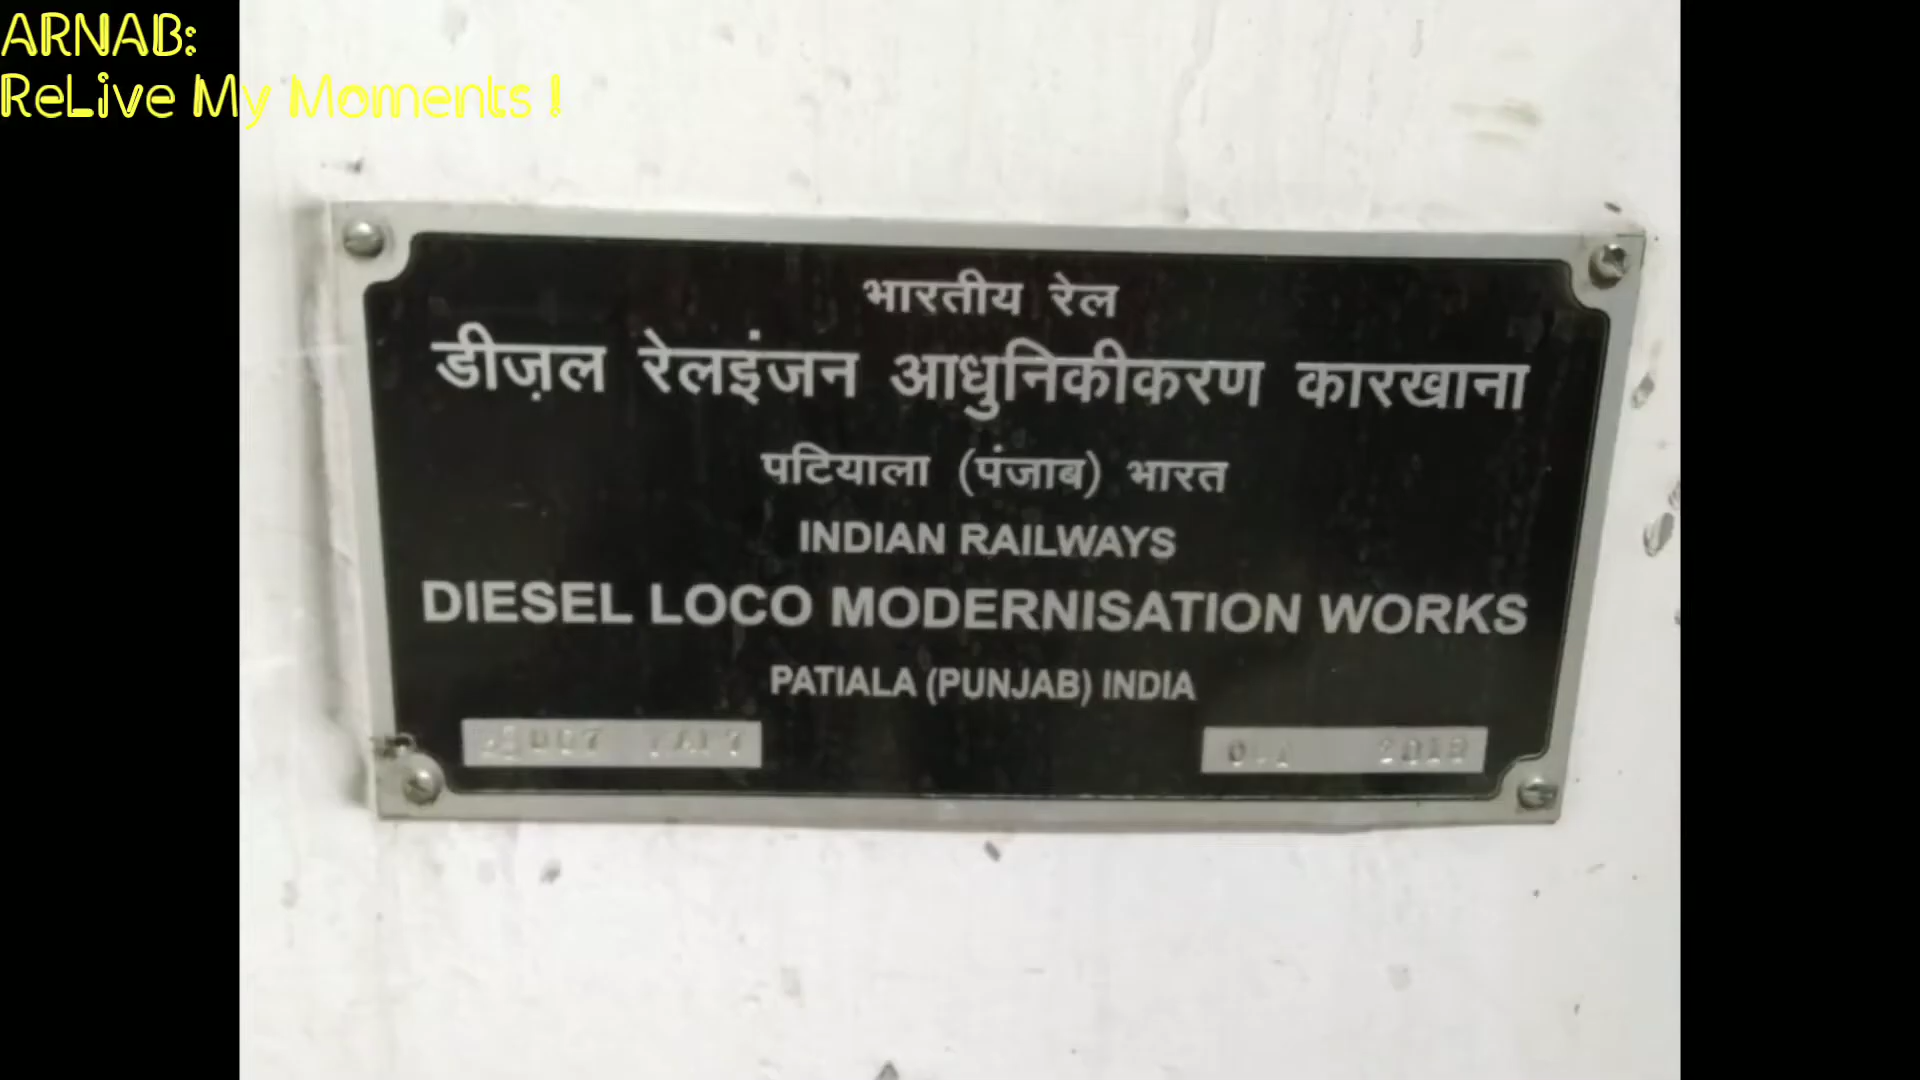 ARNAB:
ReLive My Moments !
भारतीय रेल
डीज़ल रेलइंजन आधुनिकीकरण कारखाना
पटियाला (पंजाब) भारत
INDIAN RAILWAYS
DIESEL LOCO MODERNISATION WORKS
PATIALA (PUNJAB) INDIA